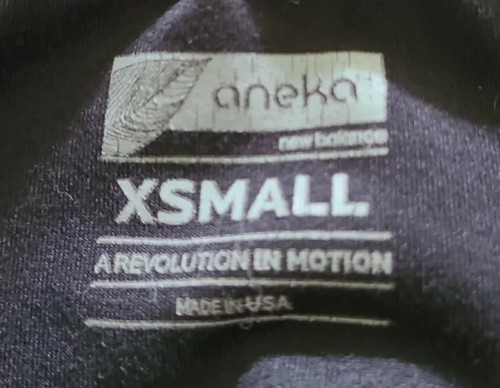 aneka
new balance
XSMALL
A REVOLUTION IN MOTION
MADE IN USA